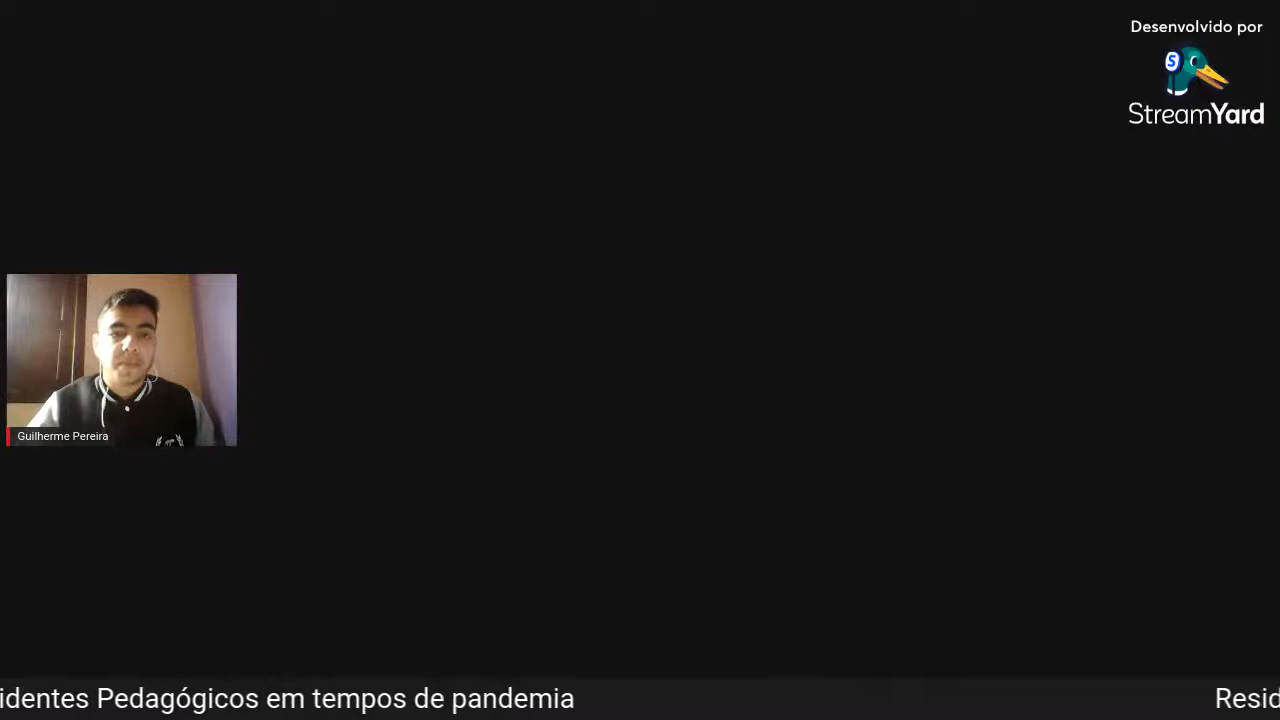 Desenvolvido por
S
StreamYard
Guilherme Pereira
identes Pedagógicos em tempos de pandemia
Resid